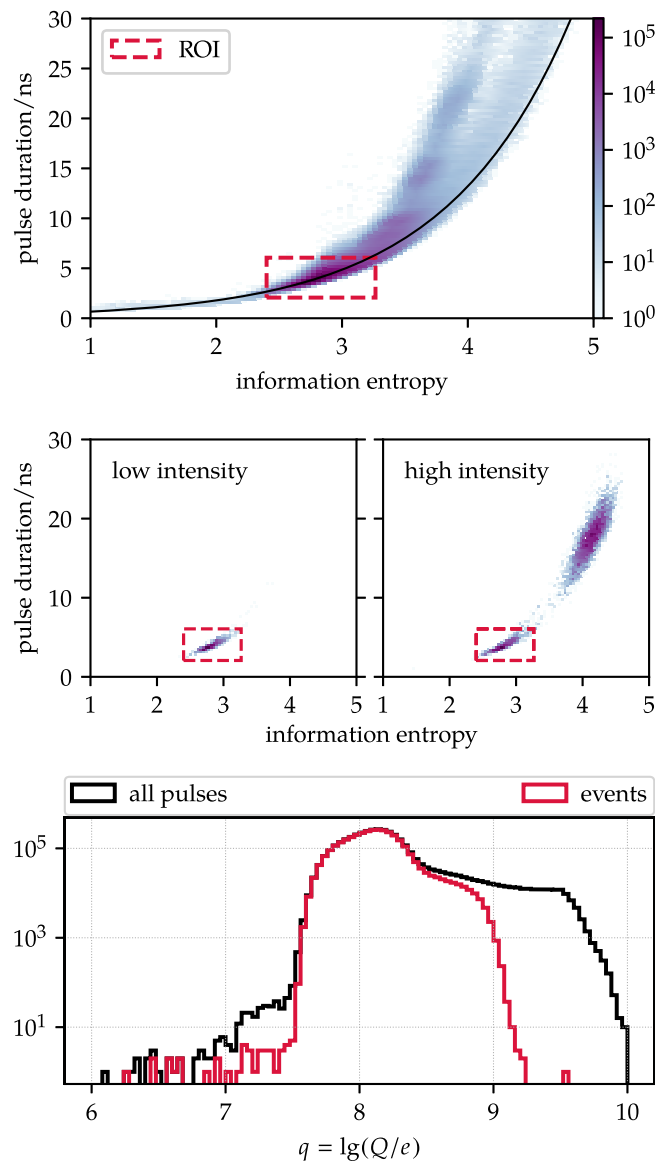 ROI
pulse duration/ns
30
25
20
15
10
5
0
1 2 3 4 5
information entropy
10^5
10^4
10^3
10^2
10^1
10^0
low intensity
high intensity
pulse duration/ns
30
20
10
0
1 2 3 4 5
1 2 3 4 5
information entropy
all pulses
events
10^5
10^3
10^1
6 7 8 9 10
q = lg(Q/e)